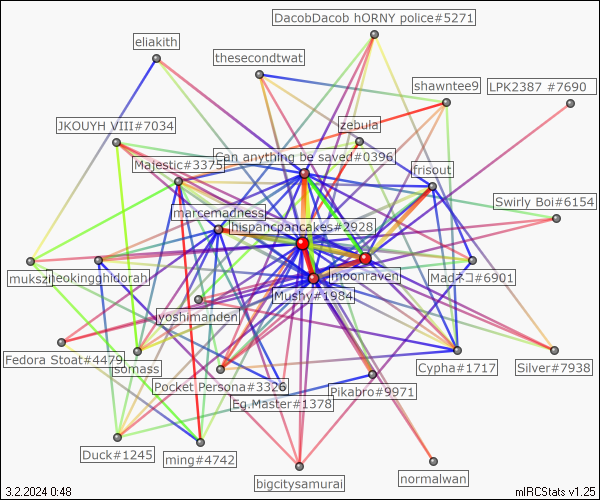 DacobDacob hORNY police#5271
eliakith
thesecondtwat
shawntee9
LPK2387 #7690
JKOUYH VIII#7034
zebula
Can anything be saved#0396
Majestic#3375
frisout
Swirly Boi#6154
marcemadness
hispancpancakes#2928
mukszi
neokingghidorah
moonraven
Madネコ#6901
Mushy#1984
yoshimanden
Fedora Stoat#4479
somass
Pocket Persona#3326
Cypha#1717
Silver#7938
Pikabro#9971
Eg.Master#1378
Duck#1245
ming#4742
bigcitysamurai
normalwan
3.2.2024 0:48
mIRCStats v1.25